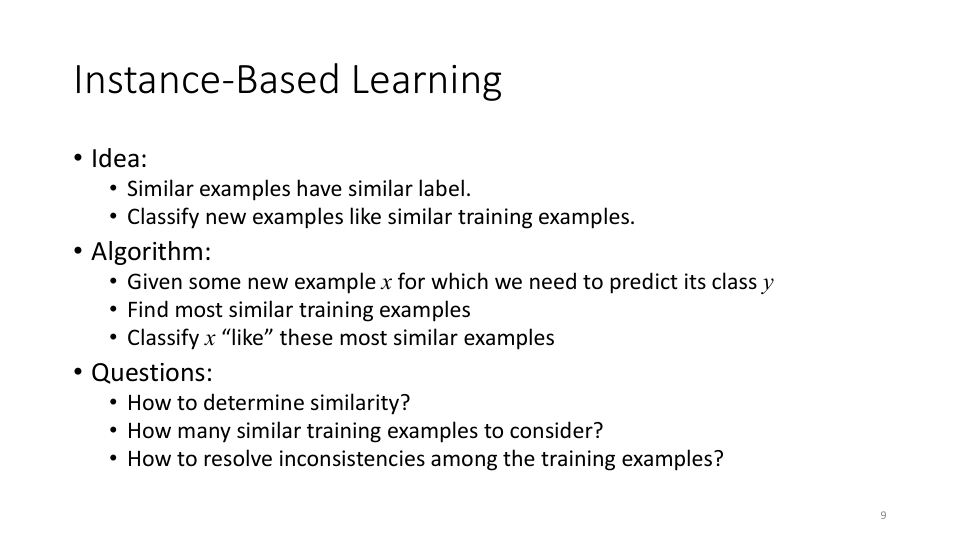 Instance-Based Learning
• Idea:
• Similar examples have similar label.
• Classify new examples like similar training examples.
• Algorithm:
• Given some new example x for which we need to predict its class y
• Find most similar training examples
• Classify x “like” these most similar examples
• Questions:
• How to determine similarity?
• How many similar training examples to consider?
• How to resolve inconsistencies among the training examples?
9